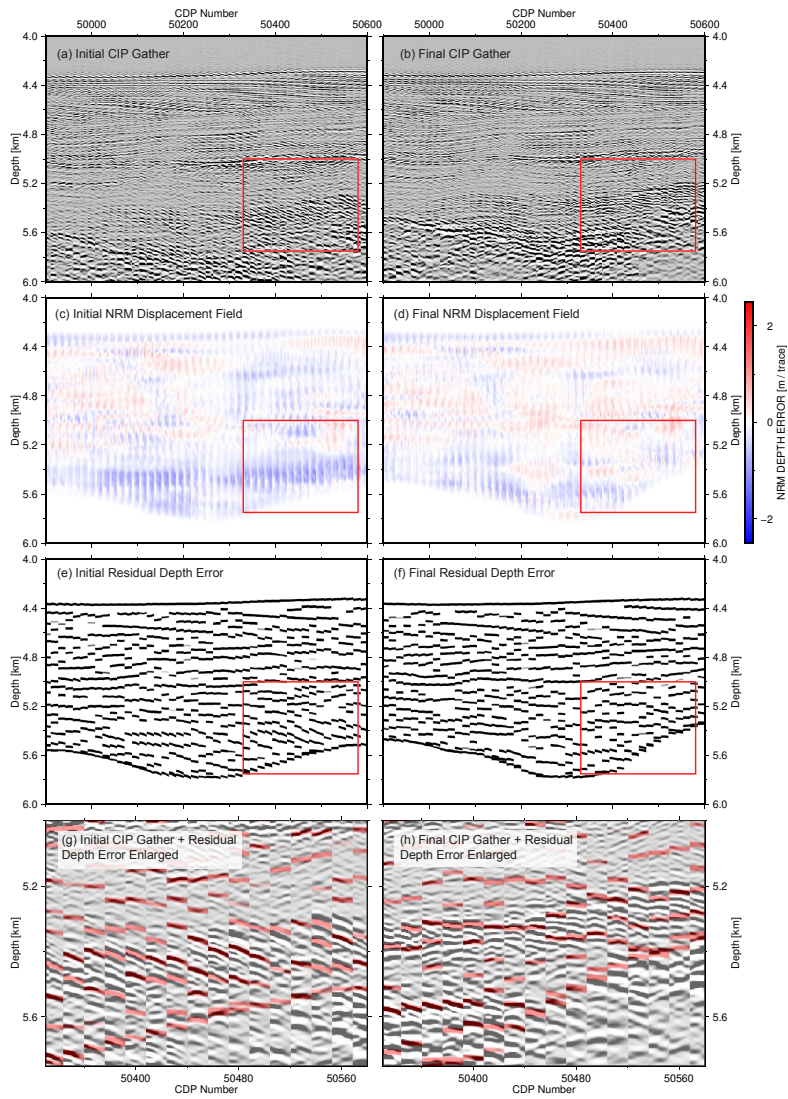 CDP Number
CDP Number
50000 50200 50400 50600
50000 50200 50400 50600
4.0
4.4
4.8
5.2
5.6
6.0
Depth [km]
(a) Initial CIP Gather
(b) Final CIP Gather
4.0
4.4
4.8
5.2
5.6
6.0
Depth [km]
4.0
4.4
4.8
5.2
5.6
6.0
Depth [km]
(c) Initial NRM Displacement Field
(d) Final NRM Displacement Field
4.0
4.4
4.8
5.2
5.6
6.0
Depth [km]
2
0
−2
NRM DEPTH ERROR [m / trace]
4.0
4.4
4.8
5.2
5.6
6.0
Depth [km]
(e) Initial Residual Depth Error
(f) Final Residual Depth Error
4.0
4.4
4.8
5.2
5.6
6.0
Depth [km]
5.2
5.6
Depth [km]
(g) Initial CIP Gather + Residual
Depth Error Enlarged
(h) Final CIP Gather + Residual
Depth Error Enlarged
5.2
5.6
Depth [km]
50400 50480 50560
50400 50480 50560
CDP Number
CDP Number